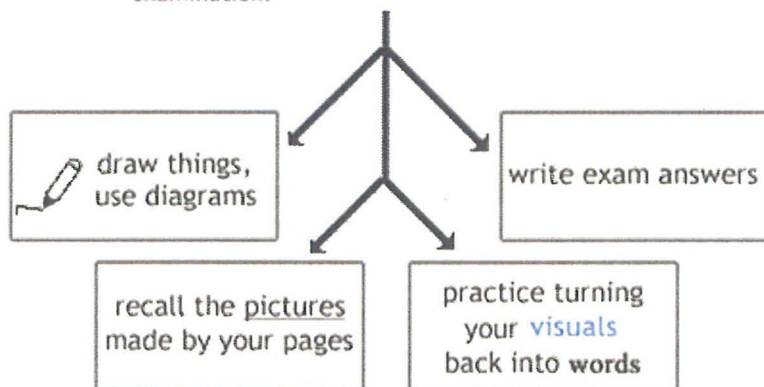 examination.
draw things,
use diagrams
write exam answers
recall the pictures
made by your pages
practice turning
your visuals
back into words